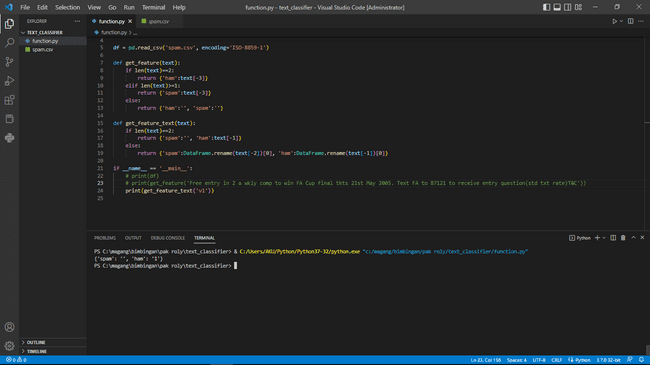 File Edit Selection View Go Run Terminal Help
function.py - text_classifier - Visual Studio Code [Administrator]
EXPLORER
TEXT_CLASSIFIER
function.py
spam.csv
OUTLINE
TIMELINE
function.py
spam.csv
function.py > ...
4
5 df = pd.read_csv('spam.csv', encoding='ISO-8859-1')
6
7 def get_feature(text):
8 if len(text)==2:
9 return {'ham':text[-3]}
10 elif len(text)>=1:
11 return {'spam':text[-3]}
12 else:
13 return {'ham':'', 'spam':''}
14
15 def get_feature_text(text):
16 if len(text)==2:
17 return {'spam':'', 'ham':text[-1]}
18 else:
19 return {'spam':DataFrame.rename(text[-2])[0], 'ham':DataFrame.rename(text[-1])[0]}
20
21 if __name__ == '__main__':
22 # print(df)
23 # print(get_feature('Free entry in 2 a wkly comp to win FA Cup final tkts 21st May 2005. Text FA to 87121 to receive entry question(std txt rate)T&C'))
24 print(get_feature_text('v1'))
25
PROBLEMS OUTPUT DEBUG CONSOLE TERMINAL
Python
PS C:\magang\bimbingan\pak roly\text_classifier> & C:/Users/ Python/Python37-32/python.exe "c:/magang/bimbingan/pak roly/text_classifier/function.py"
{'spam': '', 'ham': '1'}
PS C:\magang\bimbingan\pak roly\text_classifier>
0 0
Ln 23, Col Spaces: 4 UTF-8 CRLF Python 3.7.0 32-bit